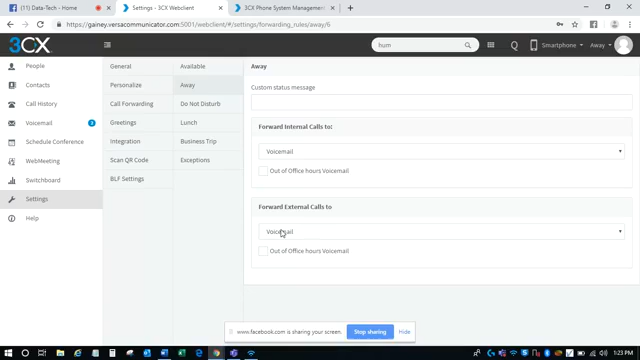 (11) Data-Tech - Home
Settings - 3CX Webclient
3CX Phone System Managemen
https://gainey.versacommunicator.com:5001/webclient/#/settings/forwarding_rules/away/6
3CX
hum
Smartphone
Away
People
Contacts
Call History
Voicemail
3
Schedule Conference
WebMeeting
Switchboard
Settings
Help
General
Personalize
Call Forwarding
Greetings
Integration
Scan QR Code
BLF Settings
Available
Away
Do Not Disturb
Lunch
Business Trip
Exceptions
Away
Custom status message
Forward Internal Calls to:
Voicemail
Out of Office hours Voicemail
Forward External Calls to
Voicemail
Out of Office hours Voicemail
www.facebook.com is sharing your screen.
Stop sharing
Hide
1:23 PM